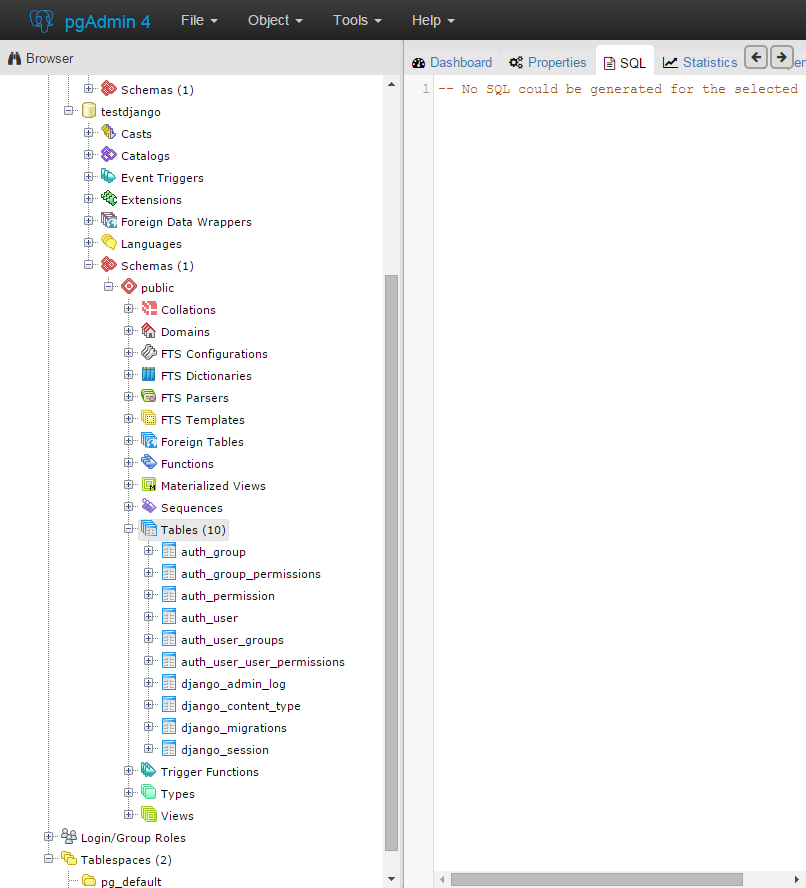 pgAdmin 4 File Object Tools Help
Browser
Dashboard Properties SQL Statistics
1 -- No SQL could be generated for the selected
Schemas (1)
testdjango
Casts
Catalogs
Event Triggers
Extensions
Foreign Data Wrappers
Languages
Schemas (1)
public
Collations
Domains
FTS Configurations
FTS Dictionaries
FTS Parsers
FTS Templates
Foreign Tables
Functions
Materialized Views
Sequences
Tables (10)
auth_group
auth_group_permissions
auth_permission
auth_user
auth_user_groups
auth_user_user_permissions
django_admin_log
django_content_type
django_migrations
django_session
Trigger Functions
Types
Views
Login/Group Roles
Tablespaces (2)
pg_default